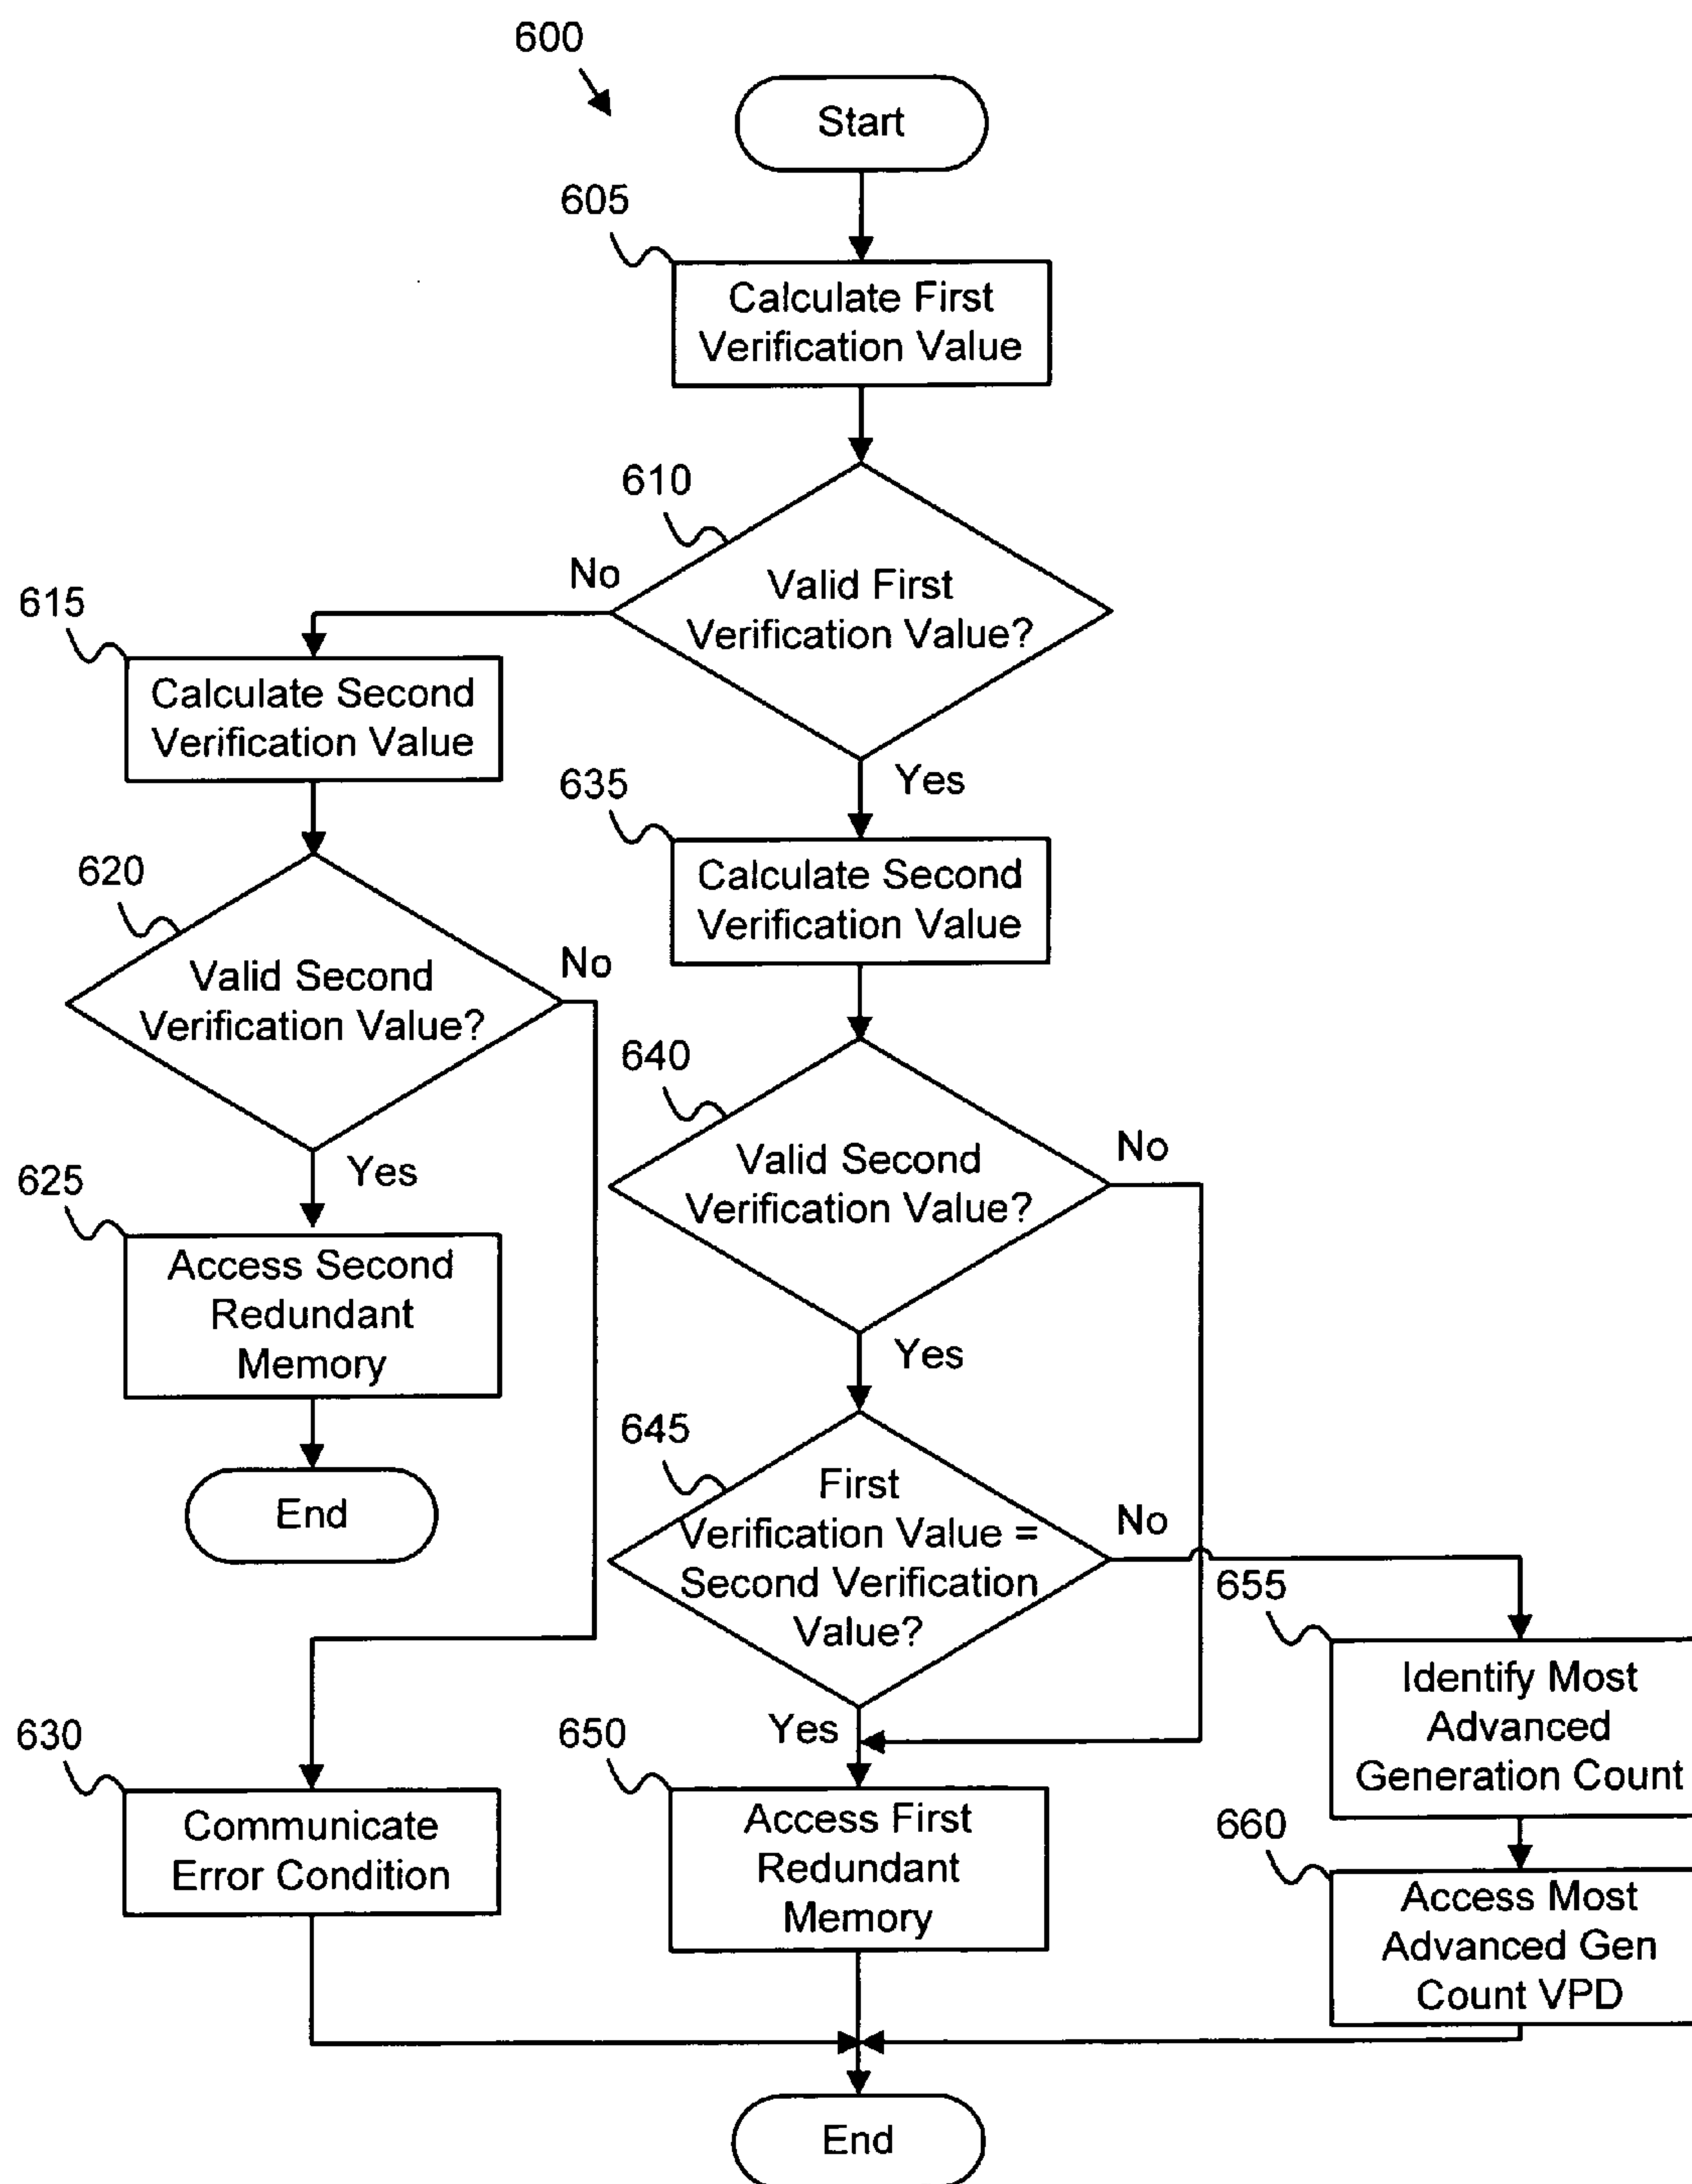 600
Start
605
Calculate First
Verification Value
610
No
Valid First
Verification Value?
615
Calculate Second
Verification Value
Yes
635
Calculate Second
Verification Value
620
No
Valid Second
Verification Value?
640
No
Valid Second
Verification Value?
Yes
625
Access Second
Redundant
Memory
Yes
645
First
Verification Value =
Second Verification
Value?
No
End
655
Identify Most
Advanced
Generation Count
Yes
630
Communicate
Error Condition
650
Access First
Redundant
Memory
660
Access Most
Advanced Gen
Count VPD
End